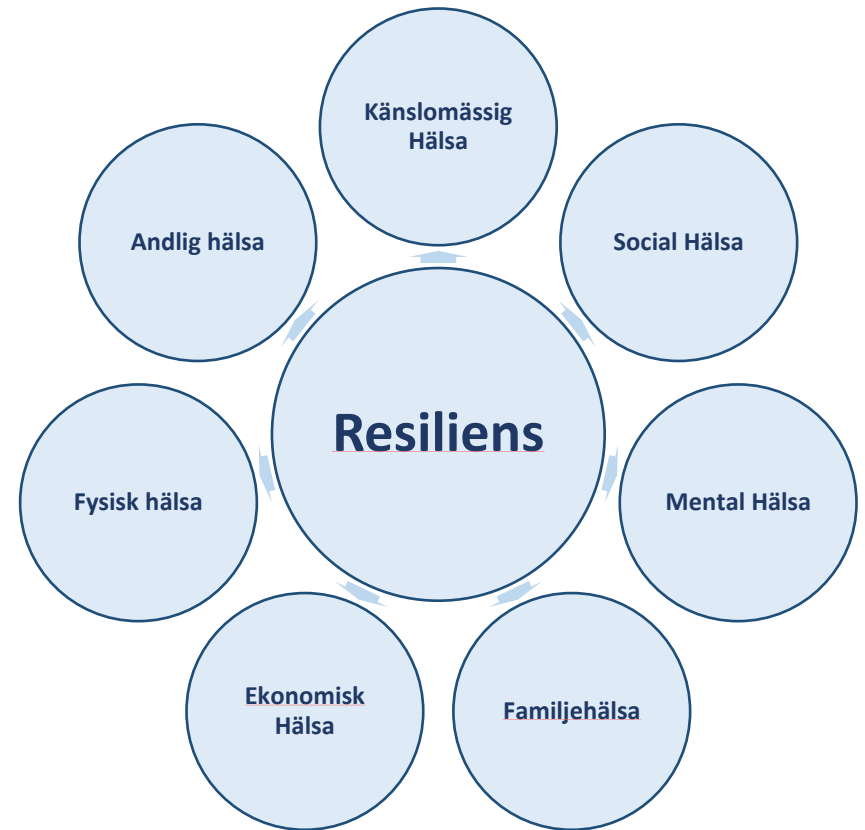 Känslomässig
Hälsa
Andlig hälsa
Social Hälsa
Resiliens
Fysisk hälsa
Mental Hälsa
Ekonomisk
Hälsa
Familjehälsa